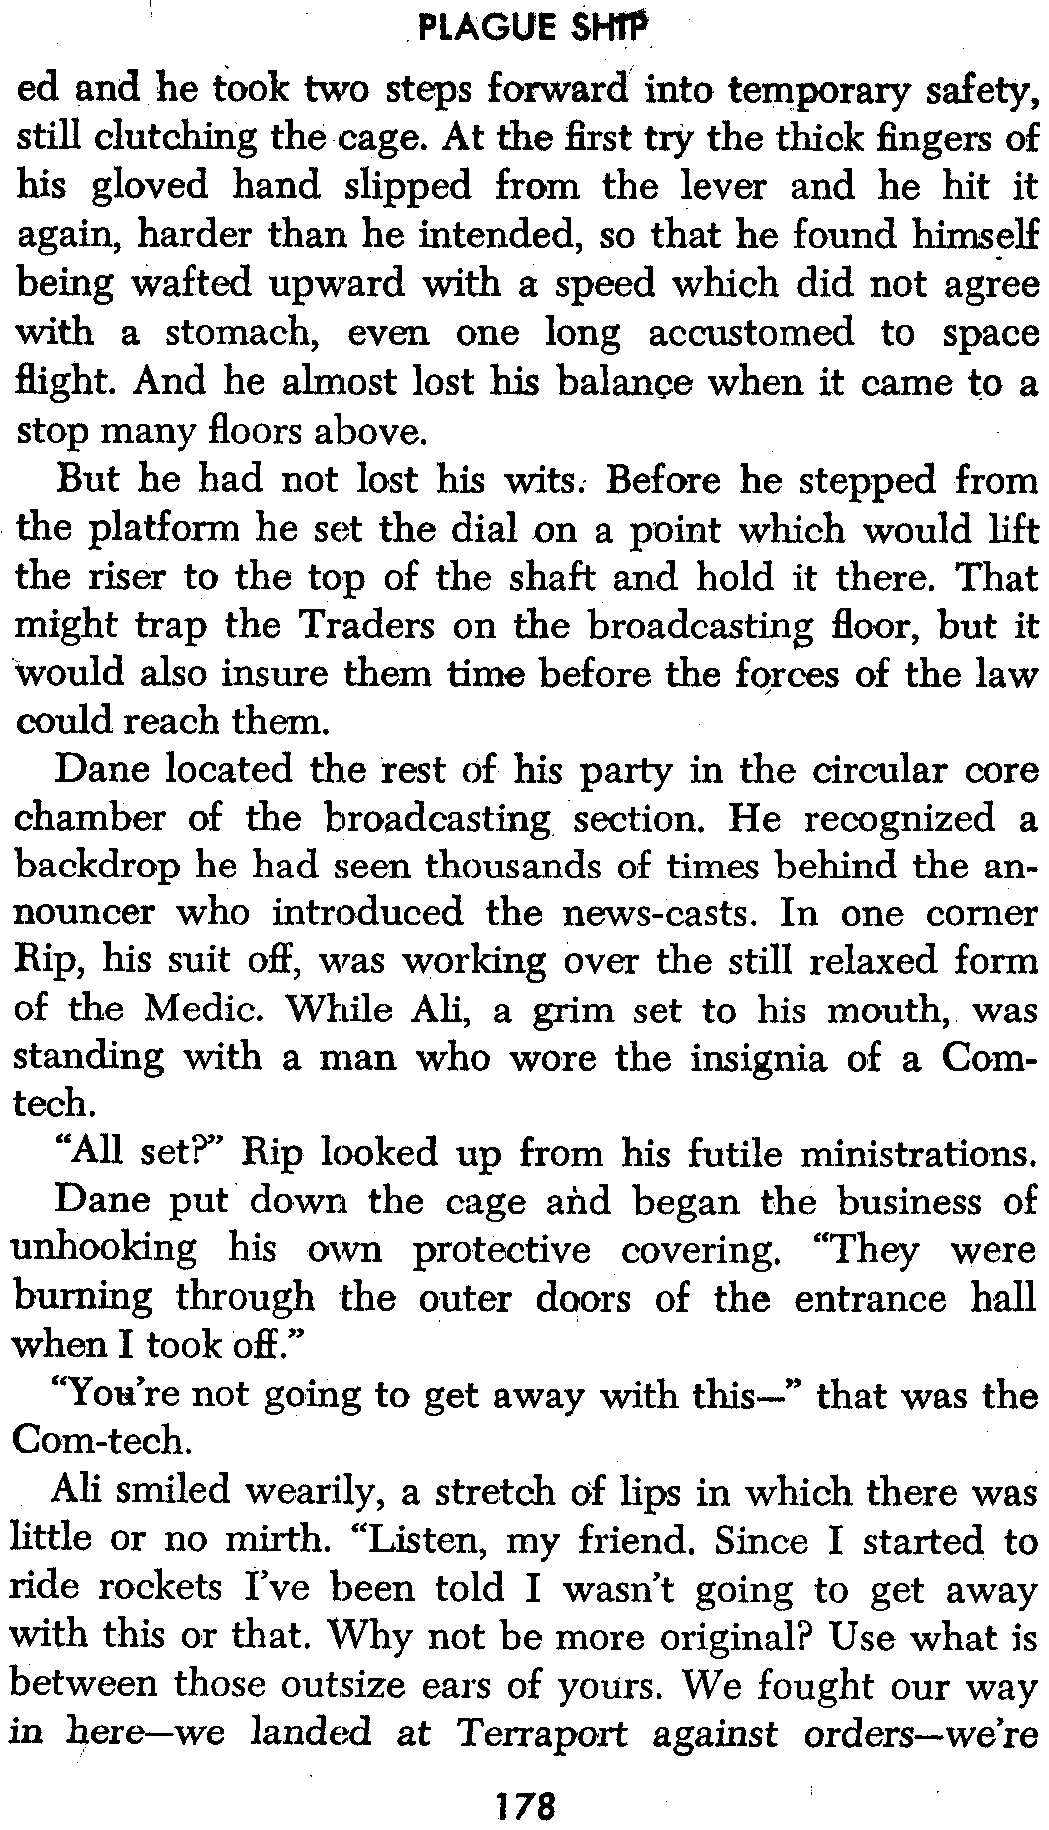 PLAGUE SHIP
ed and he took two steps forward into temporary safety,
still clutching the cage. At the first try the thick fingers of
his gloved hand slipped from the lever and he hit it
again, harder than he intended, so that he found himself
being wafted upward with a speed which did not agree
with a stomach, even one long accustomed to space
flight. And he almost lost his balance when it came to a
stop many floors above.
But he had not lost his wits. Before he stepped from
the platform he set the dial on a point which would lift
the riser to the top of the shaft and hold it there. That
might trap the Traders on the broadcasting floor, but it
would also insure them time before the forces of the law
could reach them.
Dane located the rest of his party in the circular core
chamber of the broadcasting section. He recognized a
backdrop he had seen thousands of times behind the an-
nouncer who introduced the news-casts. In one corner
Rip, his suit off, was working over the still relaxed form
of the Medic. While Ali, a grim set to his mouth, was
standing with a man who wore the insignia of a Com-
tech.
“All set?” Rip looked up from his futile ministrations.
Dane put down the cage and began the business of
unhooking his own protective covering. “They were
burning through the outer doors of the entrance hall
when I took off.”
“You’re not going to get away with this—” that was the
Com-tech.
Ali smiled wearily, a stretch of lips in which there was
little or no mirth. “Listen, my friend. Since I started to
ride rockets I’ve been told I wasn’t going to get away
with this or that. Why not be more original? Use what is
between those outsize ears of yours. We fought our way
in here—we landed at Terraport against orders—we’re
178